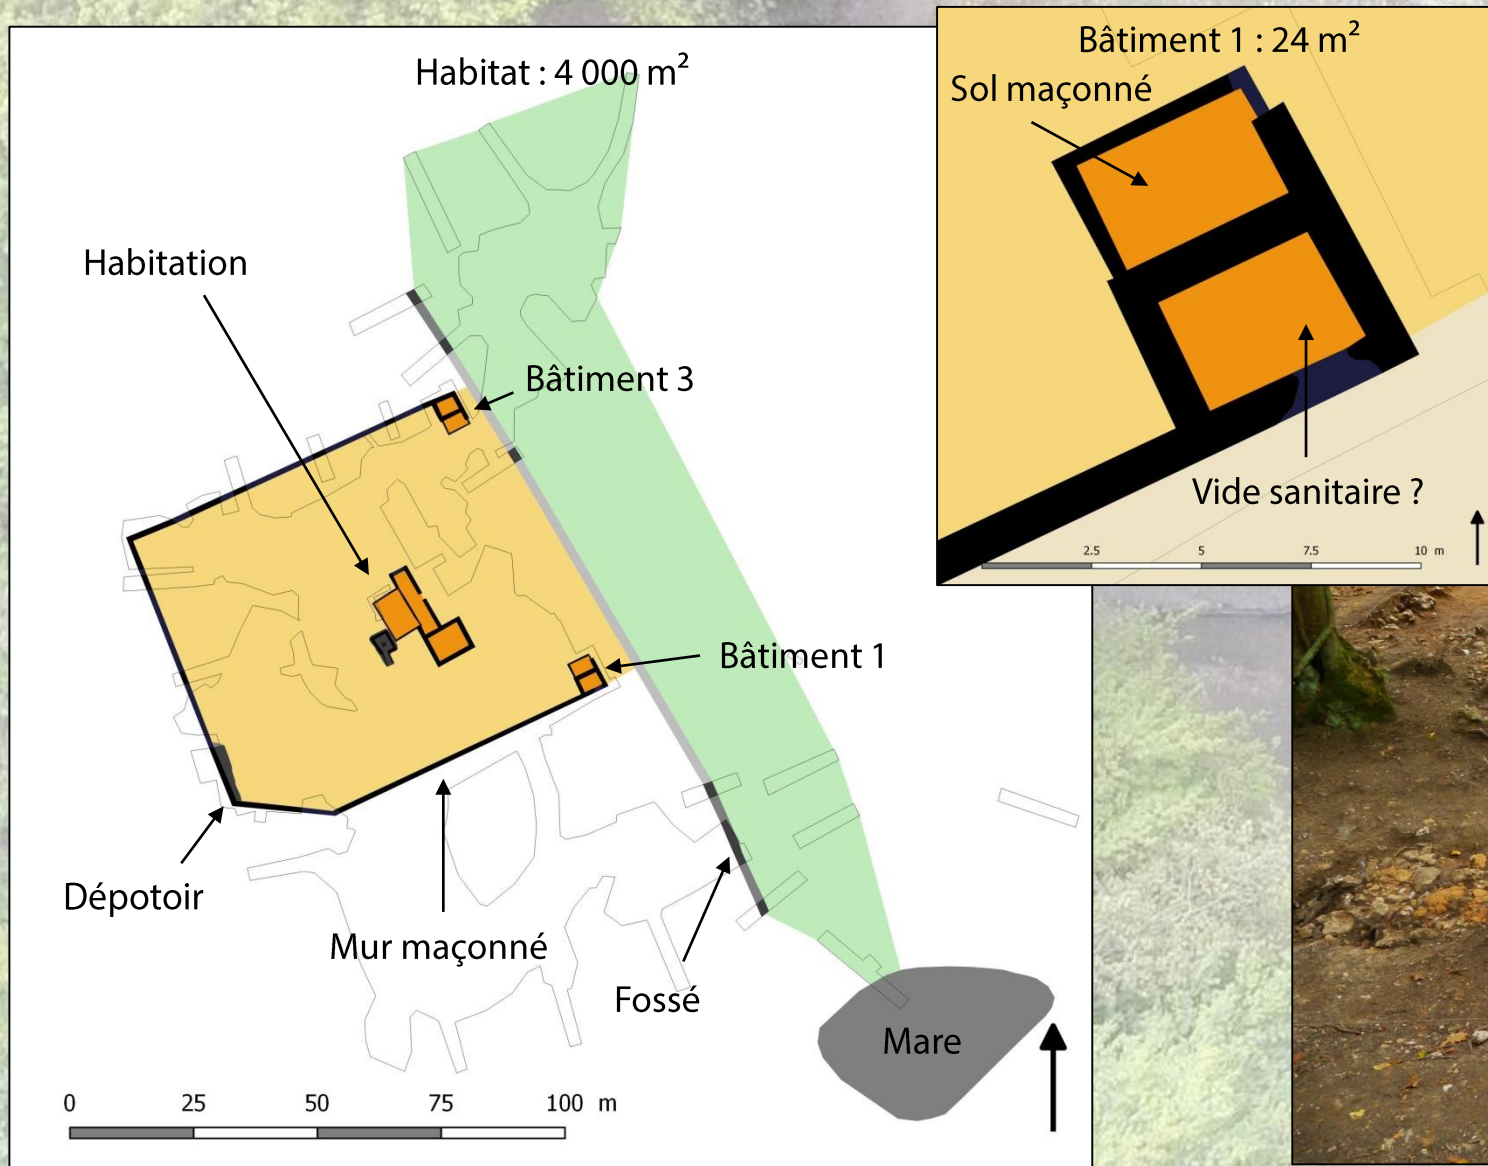 Habitat : 4 000 m²
Bâtiment 1 : 24 m²
Sol maçonné
Vide sanitaire ?
2.5 5 7.5 10 m
Habitation
Bâtiment 3
Bâtiment 1
Dépotoir
Mur maçonné
Fossé
Mare
0 25 50 75 100 m